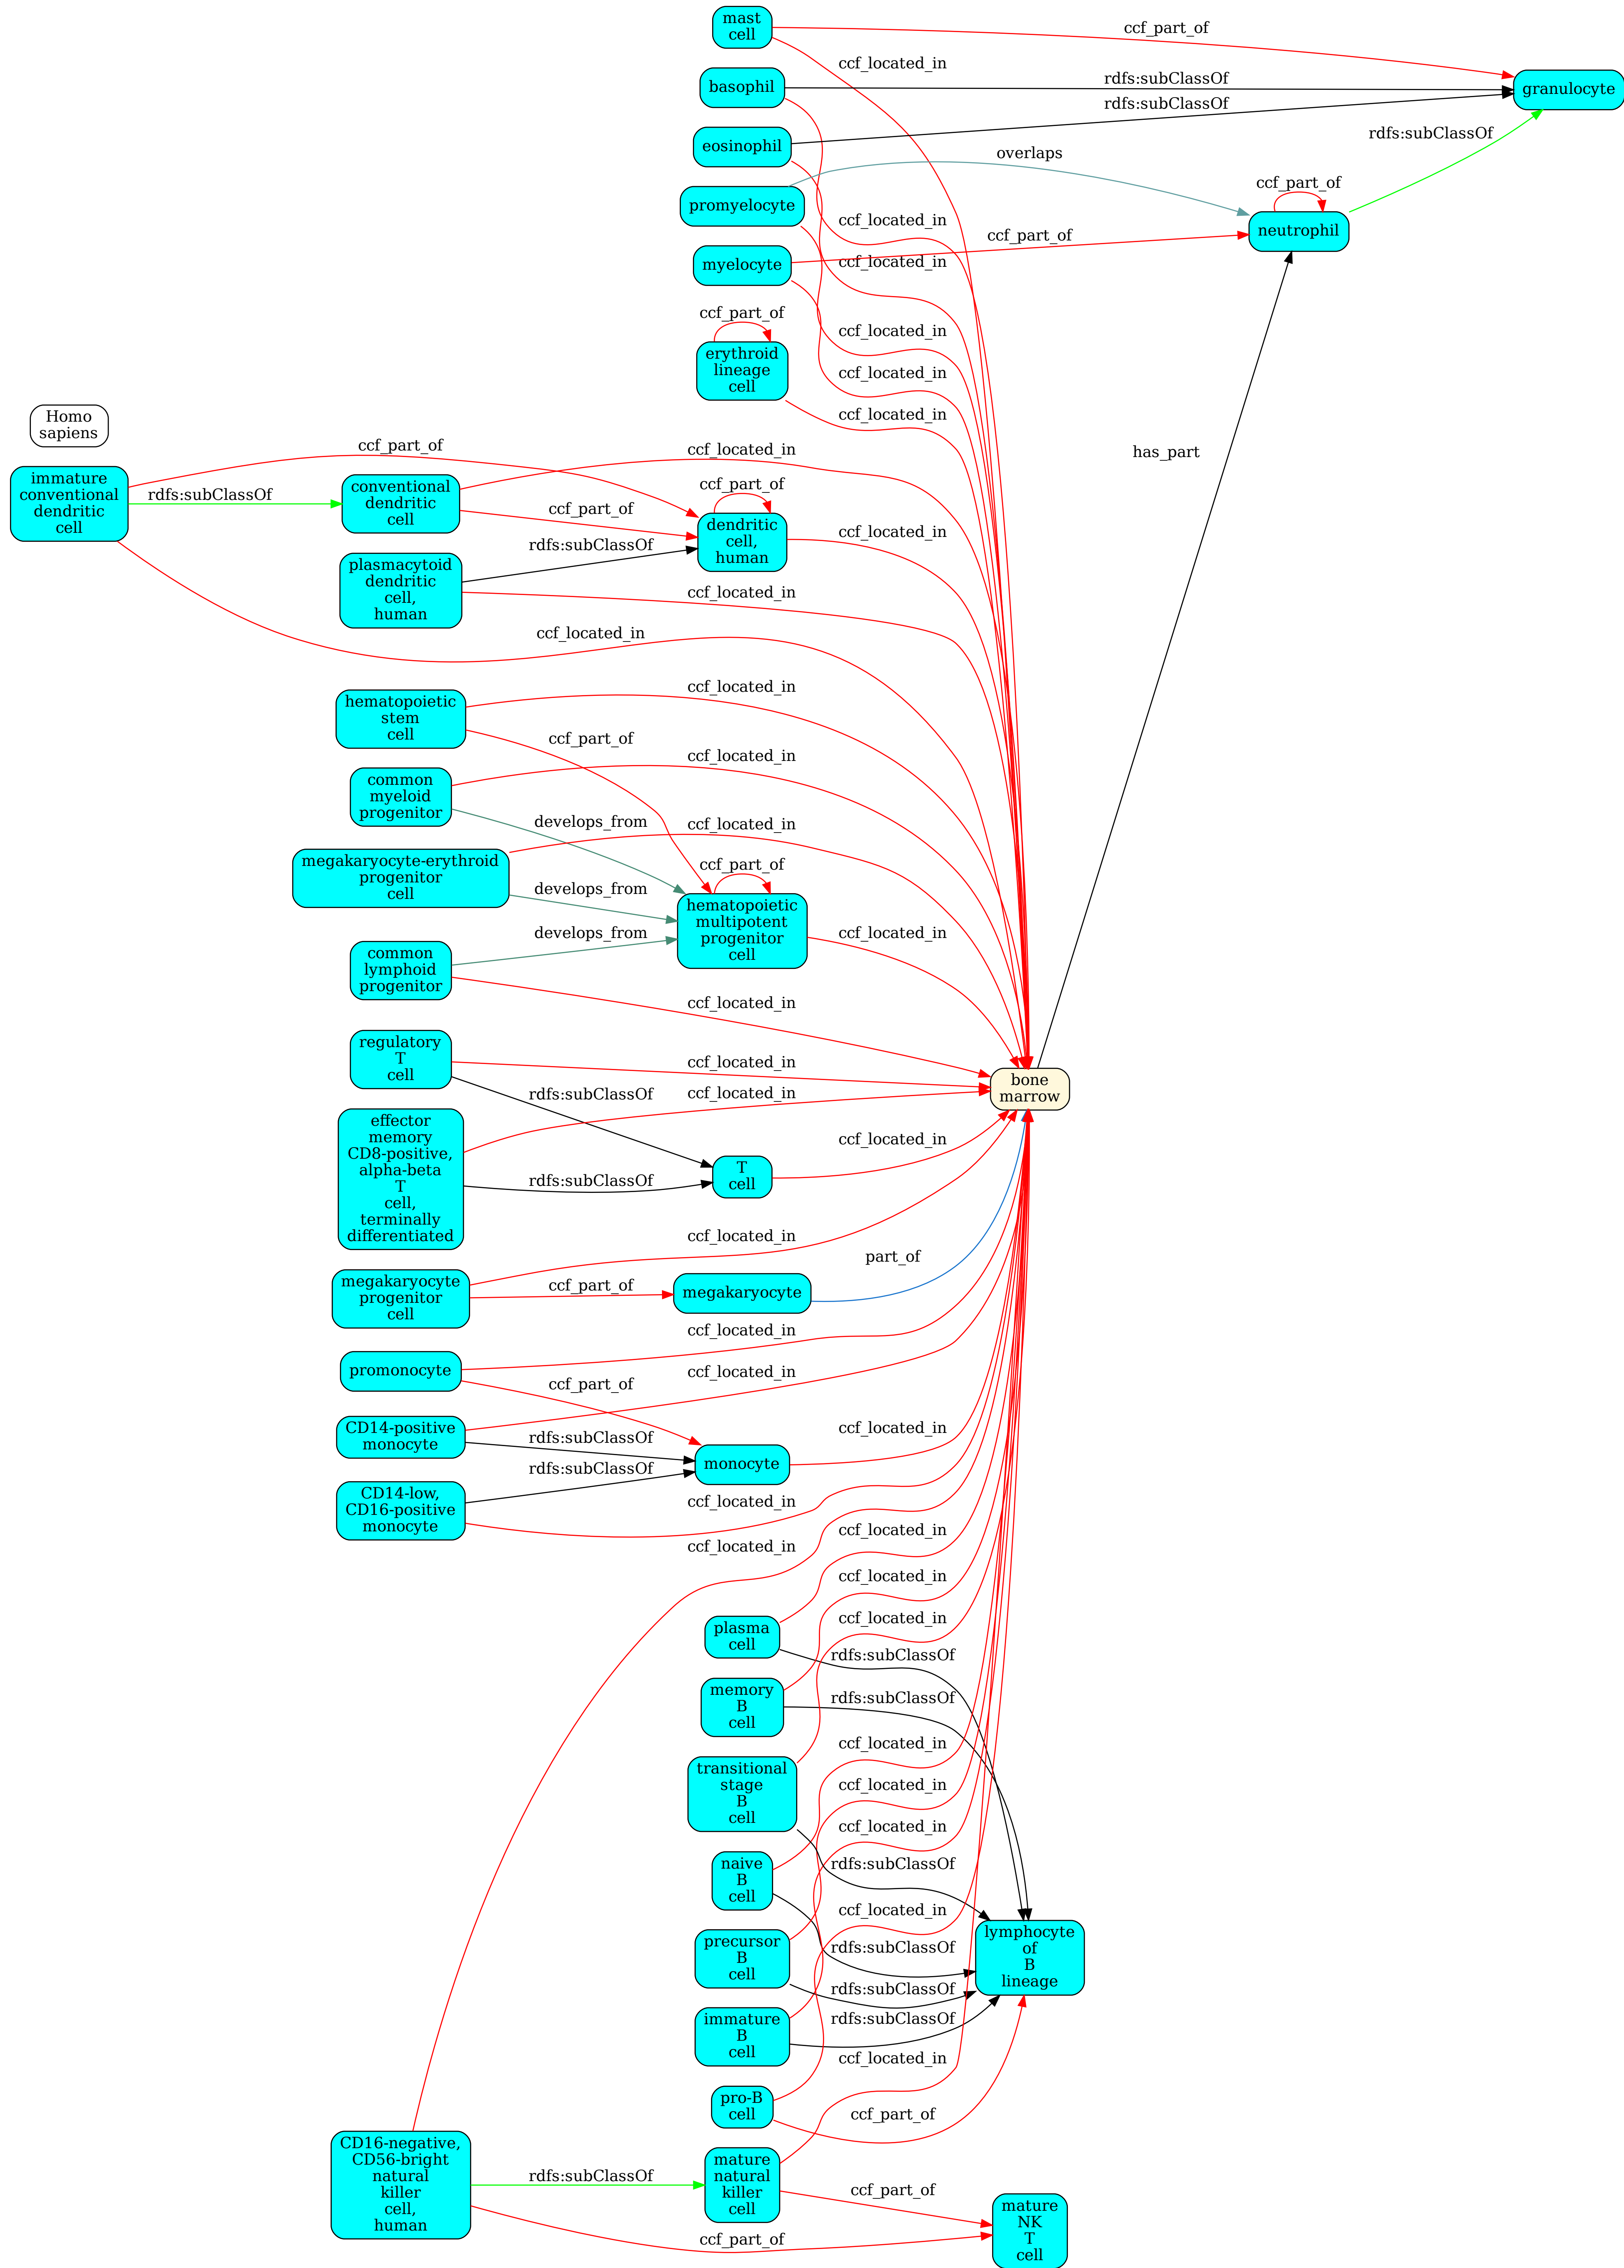 mast
cell
ccf_part_of
ccf_located_in
basophil
rdfs:subClassOf
granulocyte
rdfs:subClassOf
eosinophil
rdfs:subClassOf
overlaps
promyelocyte
ccf_part_of
ccf_located_in
neutrophil
ccf_part_of
myelocyte
ccf_located_in
ccf_part_of
ccf_located_in
erythroid
lineage
cell
ccf_located_in
ccf_located_in
Homo
sapiens
immature
conventional
dendritic
cell
ccf_part_of
rdfs:subClassOf
conventional
dendritic
cell
ccf_located_in
ccf_part_of
ccf_part_of
dendritic
cell,
human
ccf_located_in
has_part
rdfs:subClassOf
plasmacytoid
dendritic
cell,
human
ccf_located_in
ccf_located_in
hematopoietic
stem
cell
ccf_located_in
ccf_part_of
common
myeloid
progenitor
ccf_located_in
develops_from
ccf_located_in
megakaryocyte-erythroid
progenitor
cell
develops_from
ccf_part_of
hematopoietic
multipotent
progenitor
cell
ccf_located_in
develops_from
common
lymphoid
progenitor
ccf_located_in
regulatory
T
cell
ccf_located_in
rdfs:subClassOf
ccf_located_in
bone
marrow
effector
memory
CD8-positive,
alpha-beta
T
cell,
terminally
differentiated
rdfs:subClassOf
T
cell
ccf_located_in
ccf_located_in
megakaryocyte
progenitor
cell
ccf_part_of
megakaryocyte
part_of
ccf_located_in
promonocyte
ccf_part_of
ccf_located_in
CD14-positive
monocyte
rdfs:subClassOf
rdfs:subClassOf
monocyte
ccf_located_in
CD14-low,
CD16-positive
monocyte
ccf_located_in
ccf_located_in
ccf_located_in
plasma
cell
ccf_located_in
rdfs:subClassOf
memory
B
cell
ccf_located_in
rdfs:subClassOf
transitional
stage
B
cell
ccf_located_in
ccf_located_in
rdfs:subClassOf
naive
B
cell
ccf_located_in
rdfs:subClassOf
precursor
B
cell
ccf_located_in
rdfs:subClassOf
lymphocyte
of
B
lineage
immature
B
cell
rdfs:subClassOf
ccf_located_in
pro-B
cell
ccf_part_of
CD16-negative,
CD56-bright
natural
killer
cell,
human
rdfs:subClassOf
mature
natural
killer
cell
ccf_part_of
ccf_part_of
mature
NK
T
cell